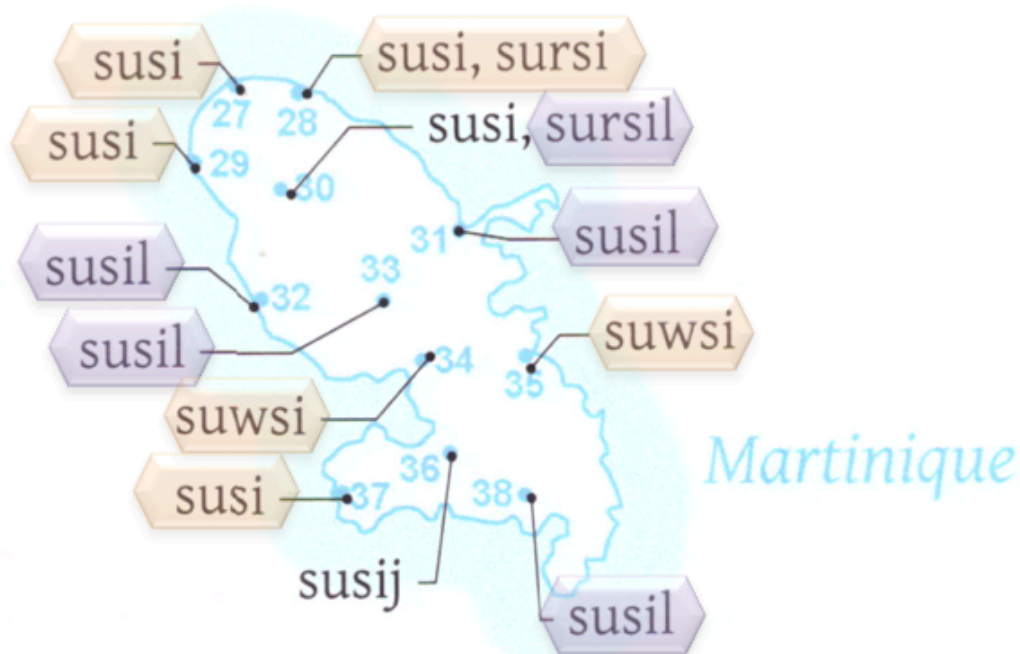 susi
susi, sursi
27
28
susi, sursil
susi
29
30
susil
31
susil
33
32
susil
suwsi
34
35
suwsi
Martinique
36
susi
37
38
susij
susil